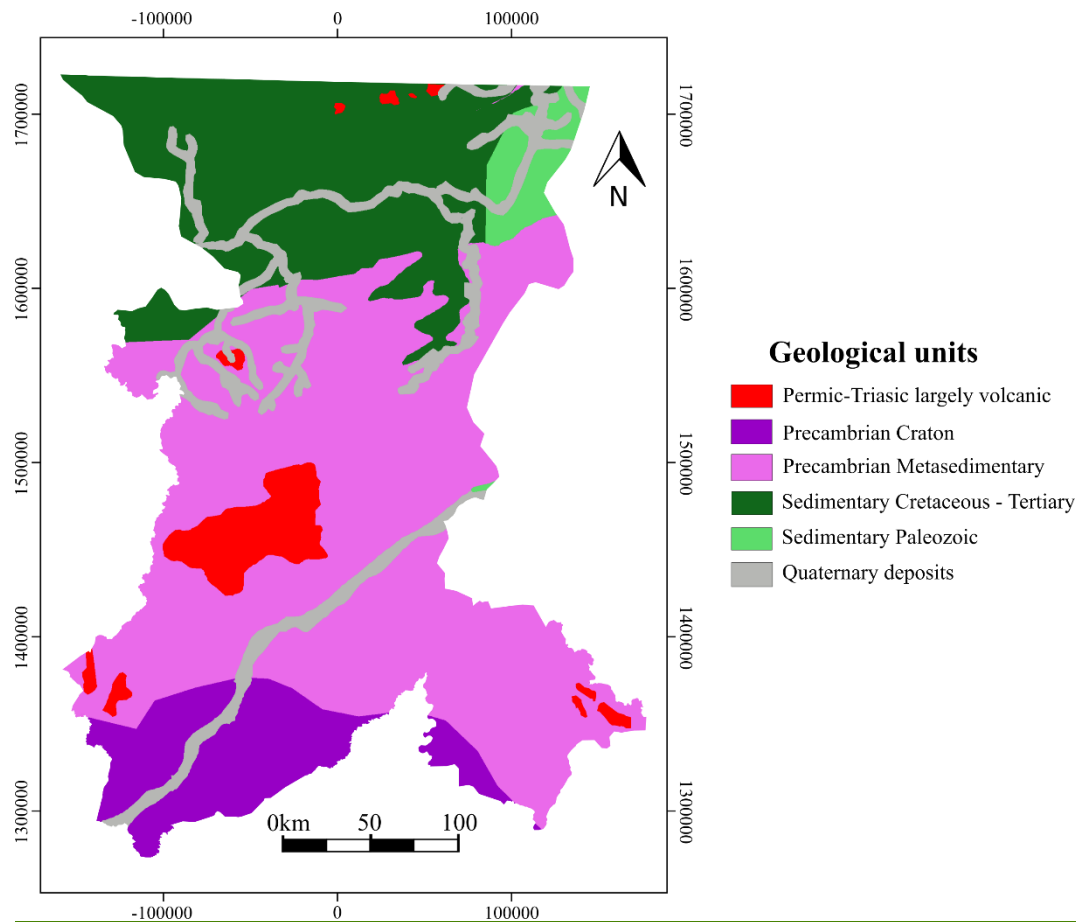 -100000 0 100000
1700000 1700000
N
1600000 1600000
Geological units
Permic-Triasic largely volcanic
Precambrian Craton
1500000 1500000
Precambrian Metasedimentary
Sedimentary Cretaceous - Tertiary
Sedimentary Paleozoic
Quaternary deposits
1400000 1400000
1300000 1300000
0km 50 100
-100000 0 100000